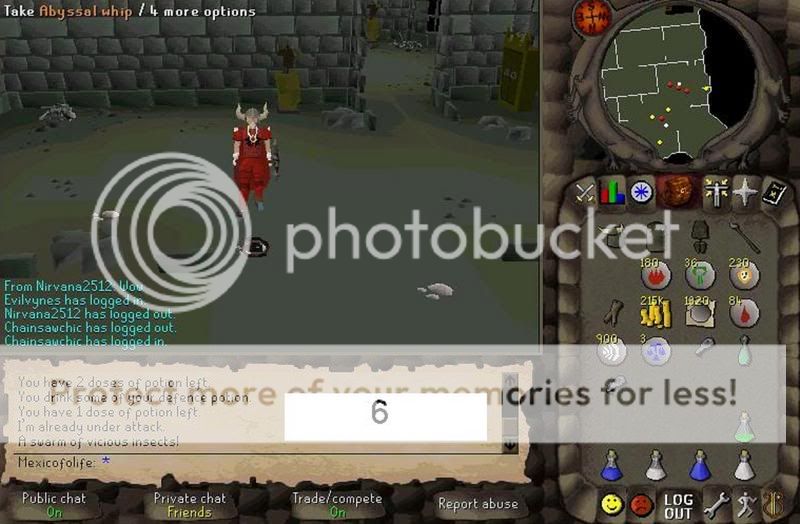 Take Abyssal whip / 4 more options
photobucket
From Nirvana2512: Wow
Evilvynes has logged in.
Nirvana2512 has logged out.
Chainsawchic has logged out.
Chainsawchic has logged in.
180
36
230
215K
1120
84
900
3
Protect more of your memories for less!
You have 2 doses of potion left.
You drink some of your defence potion.
You have 1 dose of potion left.
I'm already under attack.
A swarm of vicious insects!
6
Mexicofolife: *
Public chat
On
Private chat
Friends
Trade/compete
On
Report abuse
LOG
OUT